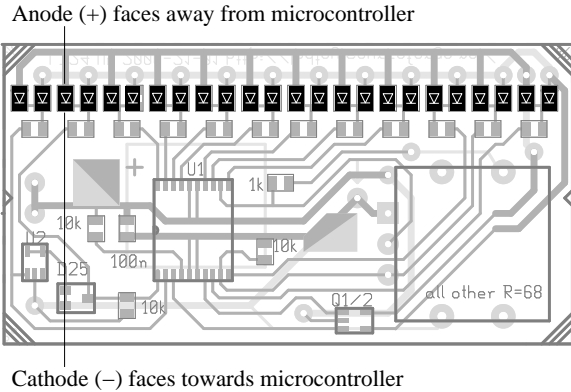 Anode (+) faces away from microcontroller
U1
1k
10k
10k
U2
100n
D25
10k
Q1/2
all other R=68
Cathode (–) faces towards microcontroller